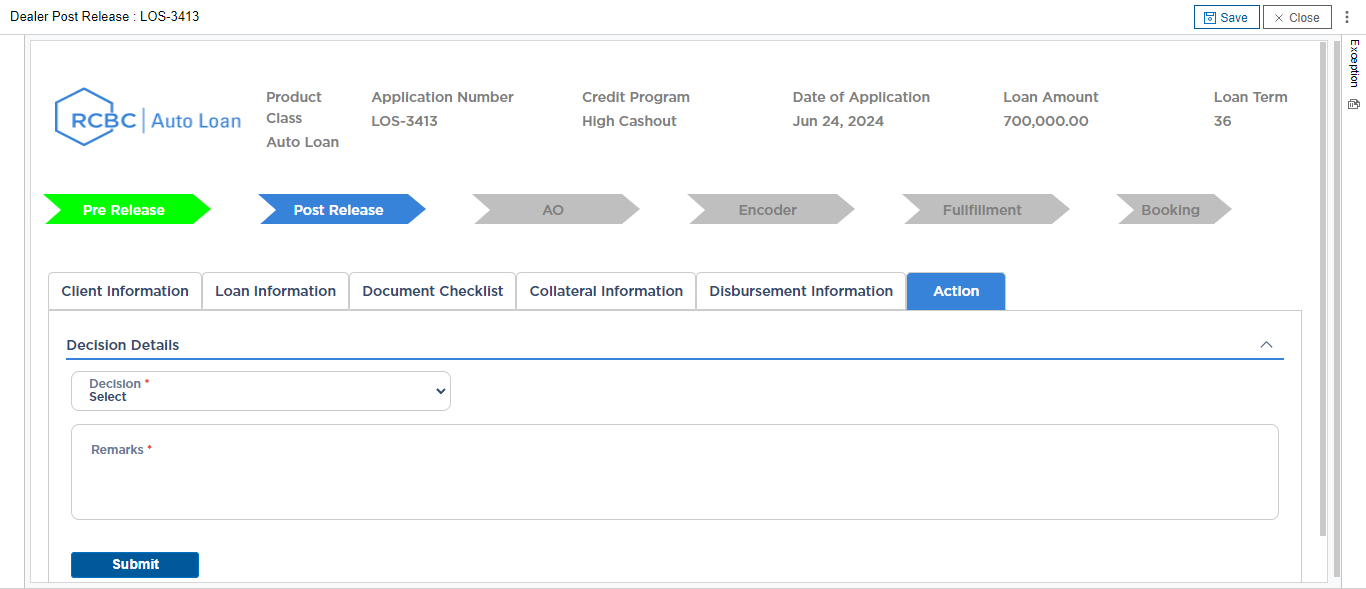 Dealer Post Release : LOS-3413
Save
Close
Exception
RCBC | Auto Loan
Product Class
Auto Loan
Application Number
LOS-3413
Credit Program
High Cashout
Date of Application
Jun 24, 2024
Loan Amount
700,000.00
Loan Term
36
Pre Release
Post Release
AO
Encoder
Fullfillment
Booking
Client Information
Loan Information
Document Checklist
Collateral Information
Disbursement Information
Action
Decision Details
Decision *
Select
Remarks *
Submit